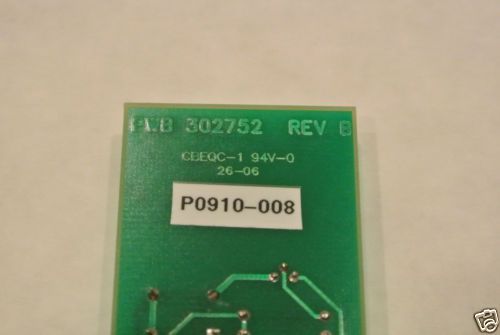 PWB 302752 REV B
CBEQC-1 94V-0
26-06
P0910-008